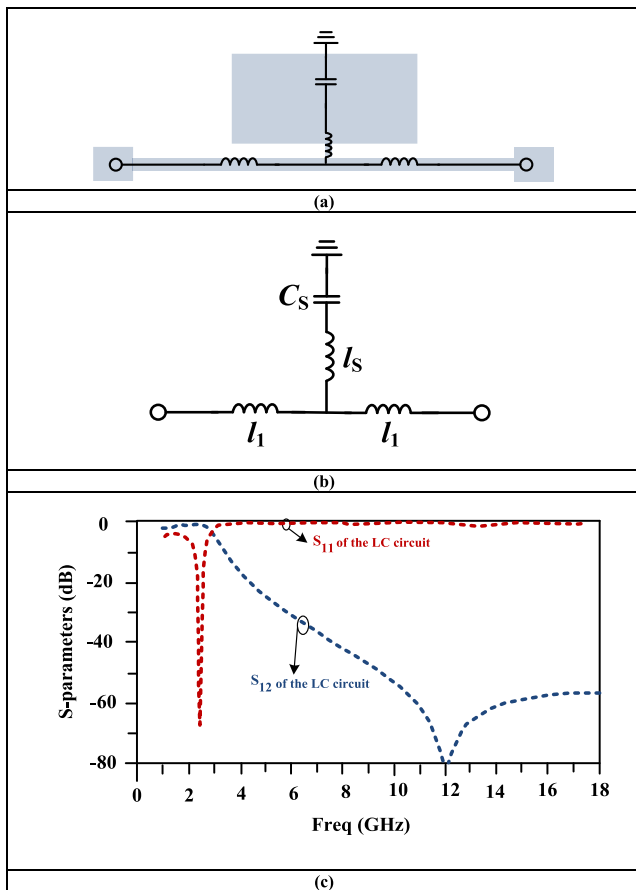 (a)
C_S
l_S
l_1 l_1
(b)
0
-20
-40
-60
-80
S-parameters (dB)
S_11 of the LC circuit
S_12 of the LC circuit
0 2 4 6 8 10 12 14 16 18
Freq (GHz)
(c)